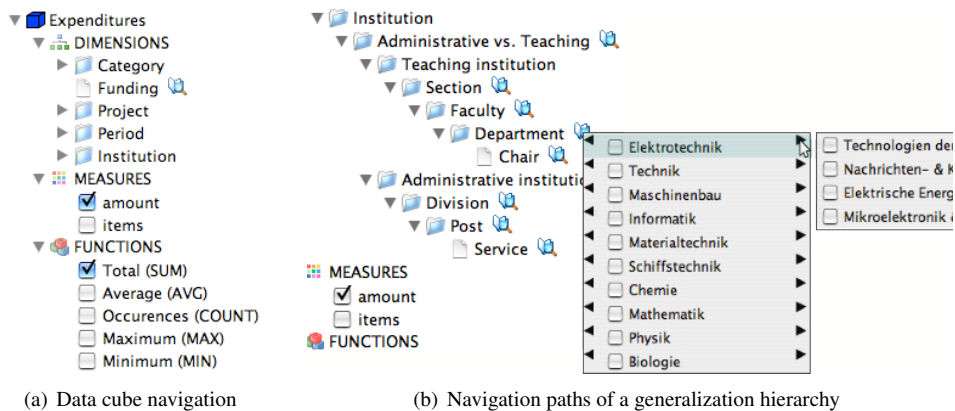 Expenditures
DIMENSIONS
Category
Funding
Project
Period
Institution
MEASURES
amount
items
FUNCTIONS
Total (SUM)
Average (AVG)
Occurences (COUNT)
Maximum (MAX)
Minimum (MIN)
(a) Data cube navigation
Institution
Administrative vs. Teaching
Teaching institution
Section
Faculty
Department
Chair
Administrative institutio
Division
Post
Service
MEASURES
amount
items
FUNCTIONS
Elektrotechnik
Technik
Maschinenbau
Informatik
Materialtechnik
Schiffstechnik
Chemie
Mathematik
Physik
Biologie
Technologien der
Nachrichten- & K
Elektrische Energ
Mikroelektronik &
(b) Navigation paths of a generalization hierarchy